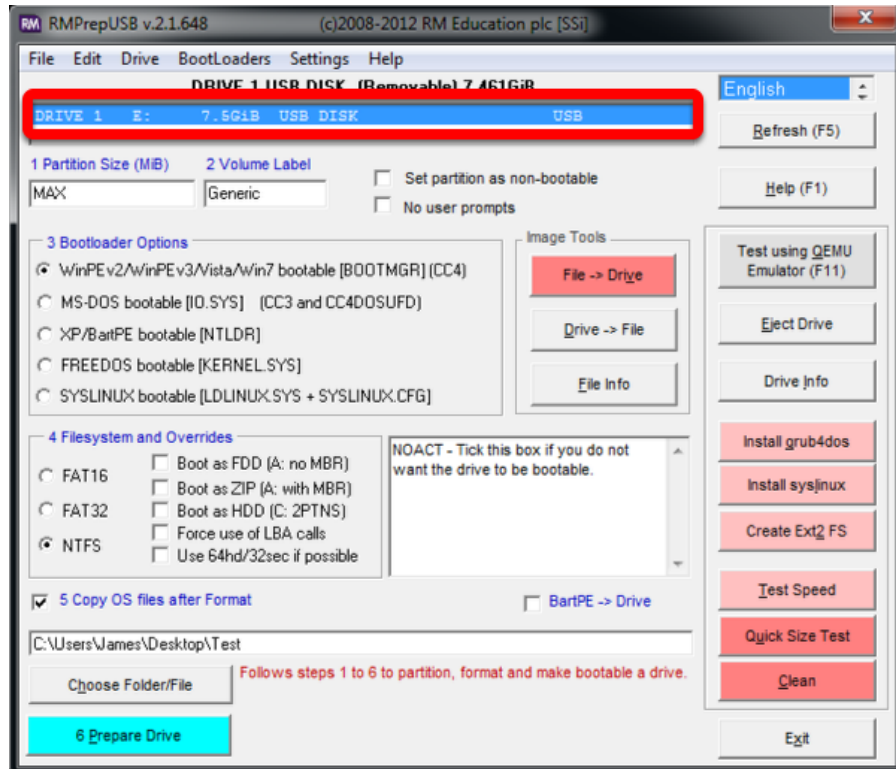 RM RMPrepUSB v.2.1.648 (c)2008-2012 RM Education plc [SSi]
File Edit Drive BootLoaders Settings Help
DRIVE 1 USB DISK (Removable) 7.461GiB
English
DRIVE 1 E: 7.5GiB USB DISK USB
Refresh (F5)
1 Partition Size (MiB) 2 Volume Label
MAX
Generic
Set partition as non-bootable
No user prompts
Help (F1)
3 Bootloader Options
WinPEv2/WinPEv3/Vista/Win7 bootable [BOOTMGR] (CC4)
MS-DOS bootable [IO.SYS] (CC3 and CC4DOSUFD)
XP/BartPE bootable [NTLDR]
FREEDOS bootable [KERNEL.SYS]
SYSLINUX bootable [LDLINUX.SYS + SYSLINUX.CFG]
Image Tools
File -> Drive
Drive -> File
File Info
Test using QEMU
Emulator (F11)
Eject Drive
Drive Info
4 Filesystem and Overrides
FAT16
FAT32
NTFS
Boot as FDD (A: no MBR)
Boot as ZIP (A: with MBR)
Boot as HDD (C: 2PTNS)
Force use of LBA calls
Use 64hd/32sec if possible
NOACT - Tick this box if you do not
want the drive to be bootable.
Install grub4dos
Install syslinux
Create Ext2 FS
Test Speed
Quick Size Test
Clean
5 Copy OS files after Format
BartPE -> Drive
C:\Users\James\Desktop\Test
Choose Folder/File
Follows steps 1 to 6 to partition, format and make bootable a drive.
6 Prepare Drive
Exit